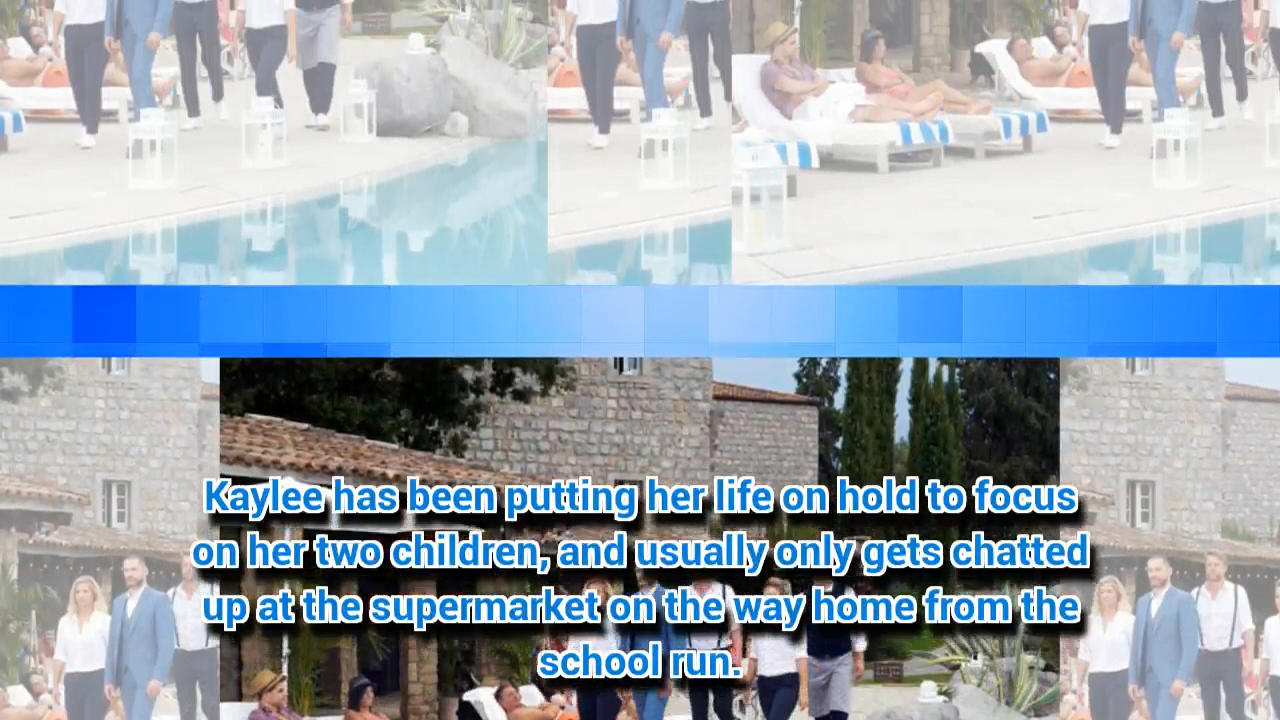 Kaylee has been putting her life on hold to focus
on her two children, and usually only gets chatted
up at the supermarket on the way home from the
school run.